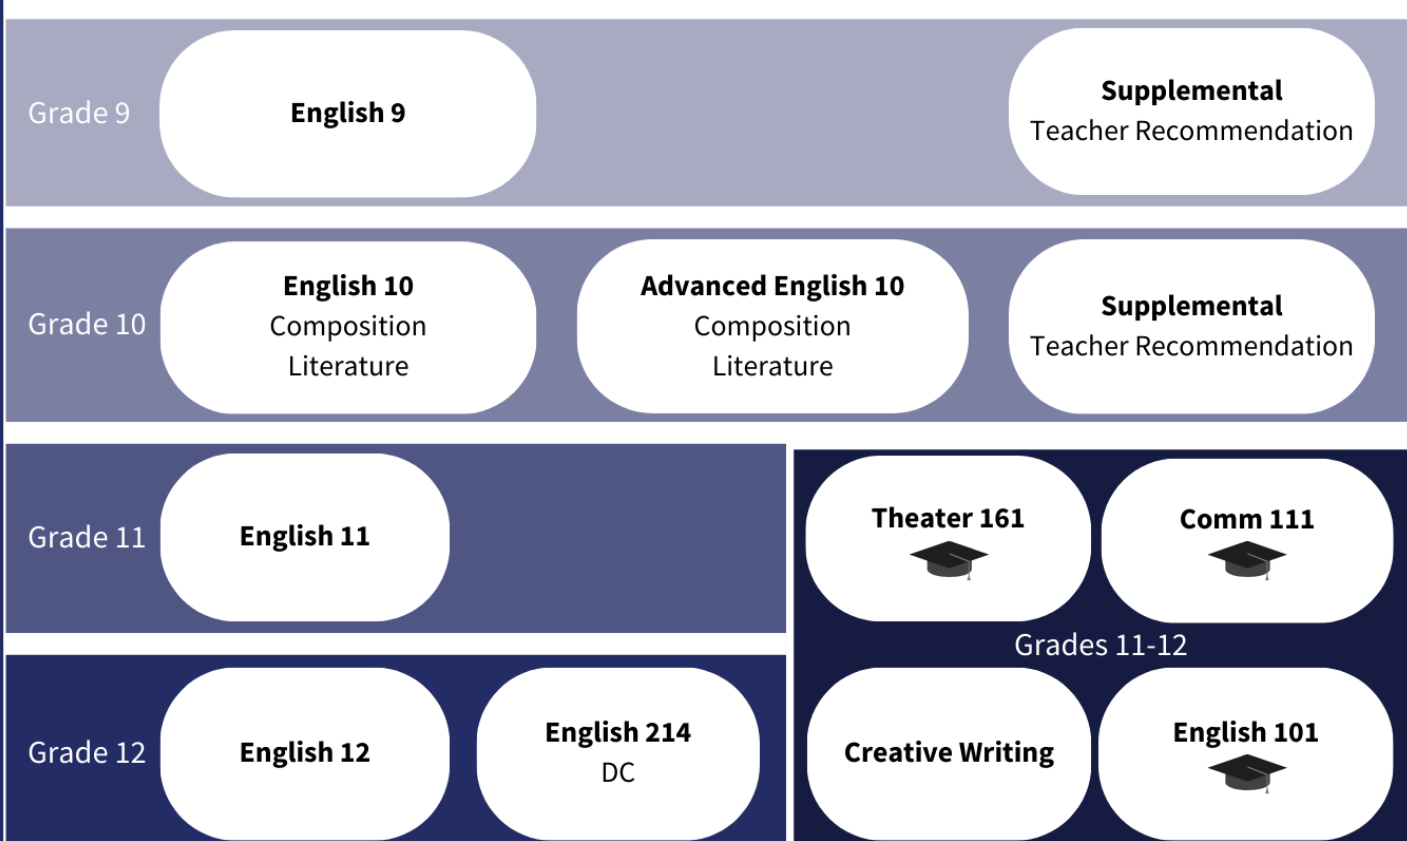 Grade 9
English 9
Supplemental
Teacher Recommendation
Grade 10
English 10
Composition
Literature
Advanced English 10
Composition
Literature
Supplemental
Teacher Recommendation
Grade 11
English 11
Theater 161
Comm 111
Grades 11-12
Grade 12
English 12
English 214
DC
Creative Writing
English 101